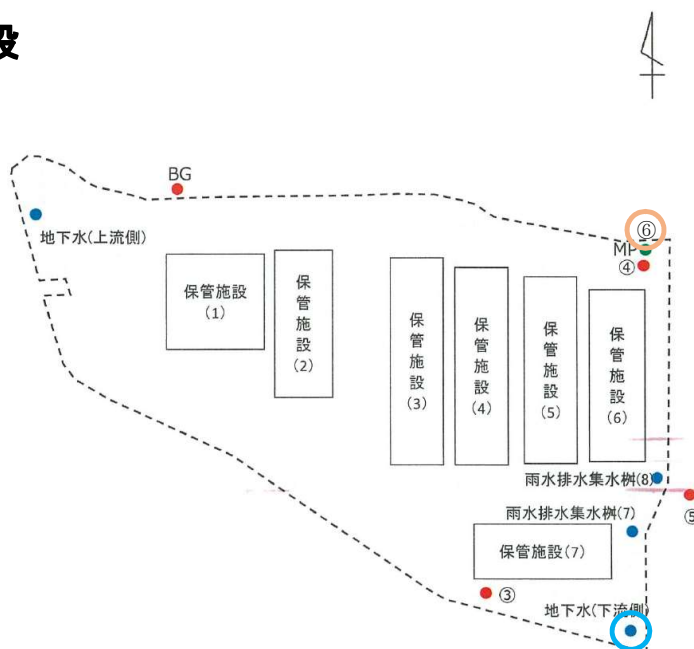 設
BG
地下水(上流側)
⑥
MP
④
保管施設
(1)
保管施設
(2)
保管施設
(3)
保管施設
(4)
保管施設
(5)
保管施設
(6)
雨水排水集水桝(8)
⑤
雨水排水集水桝(7)
保管施設(7)
③
地下水(下流側)